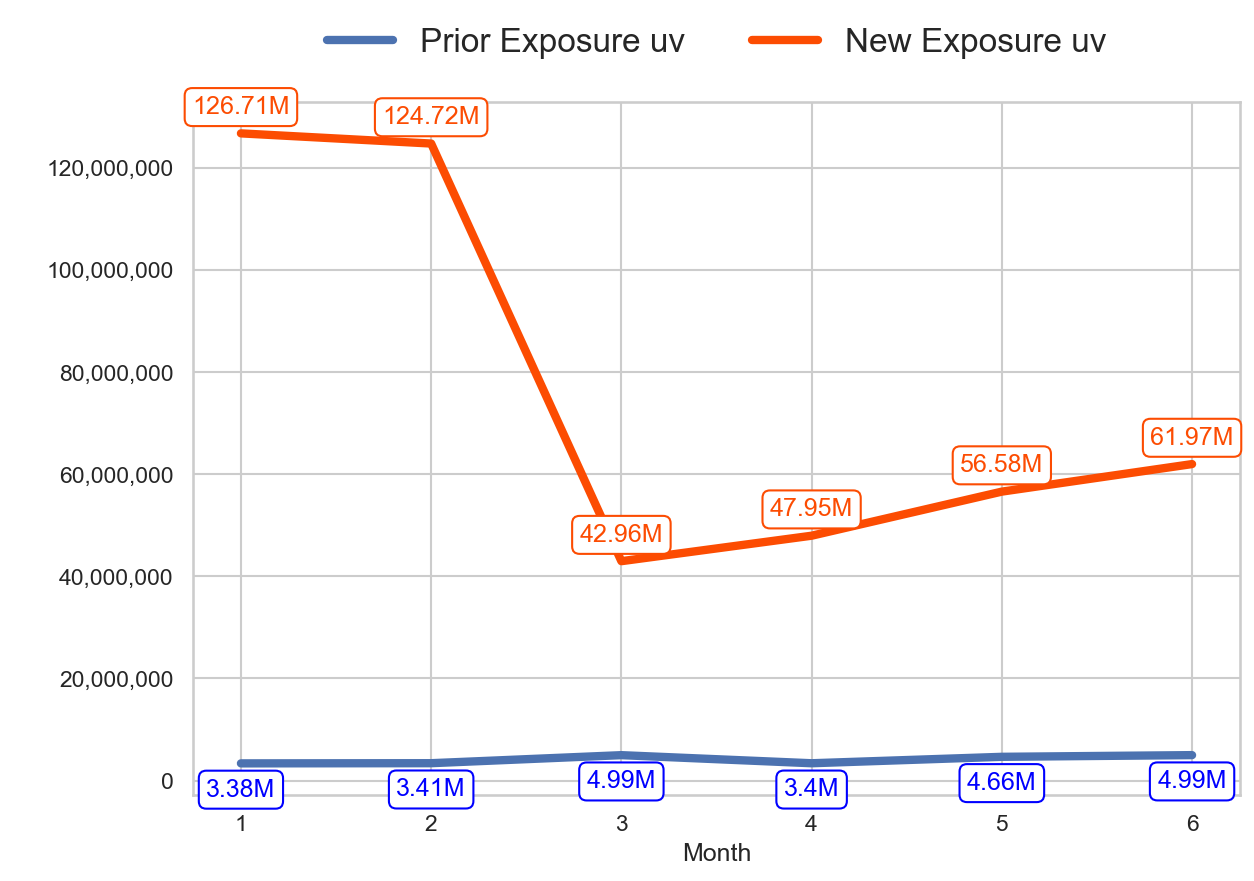 Prior Exposure uv New Exposure uv
126.71M
124.72M
120,000,000
100,000,000
80,000,000
61.97M
56.58M
60,000,000
47.95M
42.96M
40,000,000
20,000,000
0
3.38M 3.41M 4.99M 3.4M 4.66M 4.99M
1 2 3 4 5 6
Month